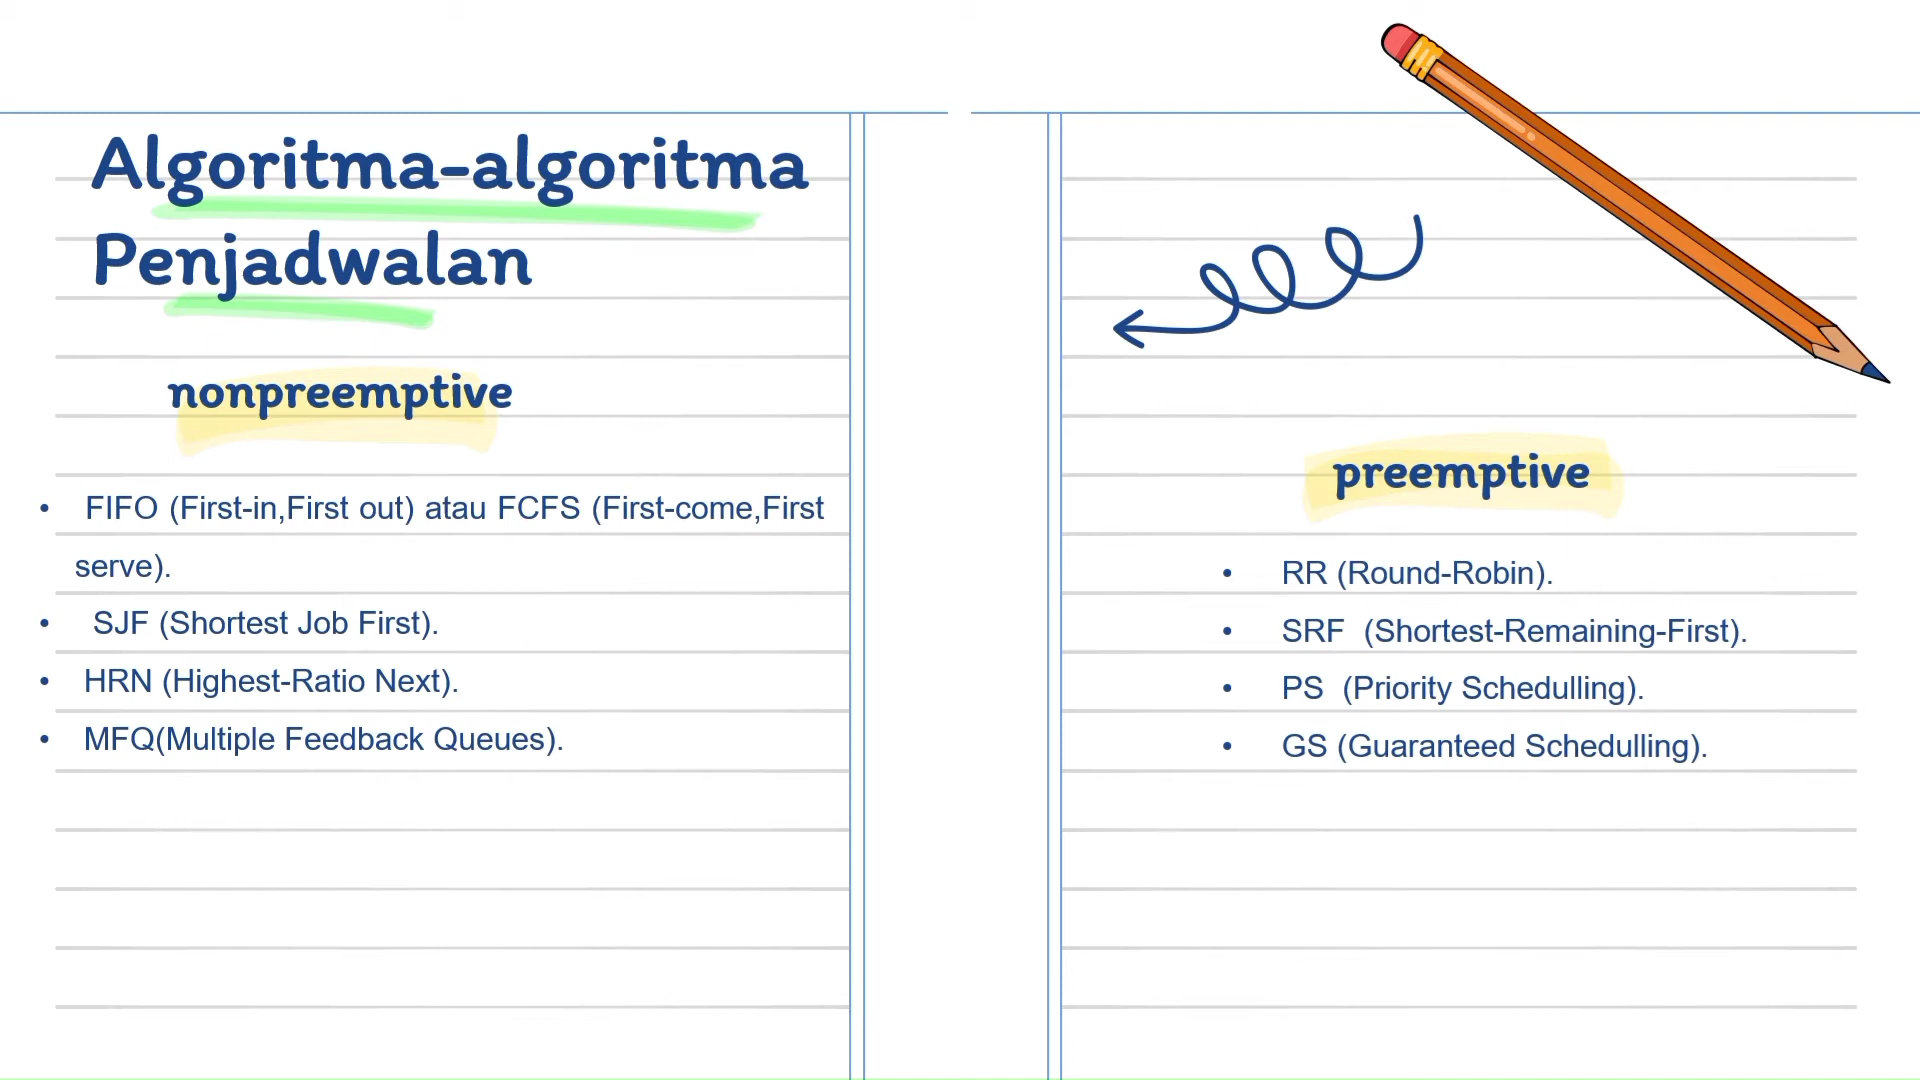 Algoritma-algoritma
Penjadwalan
nonpreemptive
• FIFO (First-in,First out) atau FCFS (First-come,First
serve).
• SJF (Shortest Job First).
• HRN (Highest-Ratio Next).
• MFQ(Multiple Feedback Queues).
preemptive
• RR (Round-Robin).
• SRF (Shortest-Remaining-First).
• PS (Priority Schedulling).
• GS (Guaranteed Schedulling).